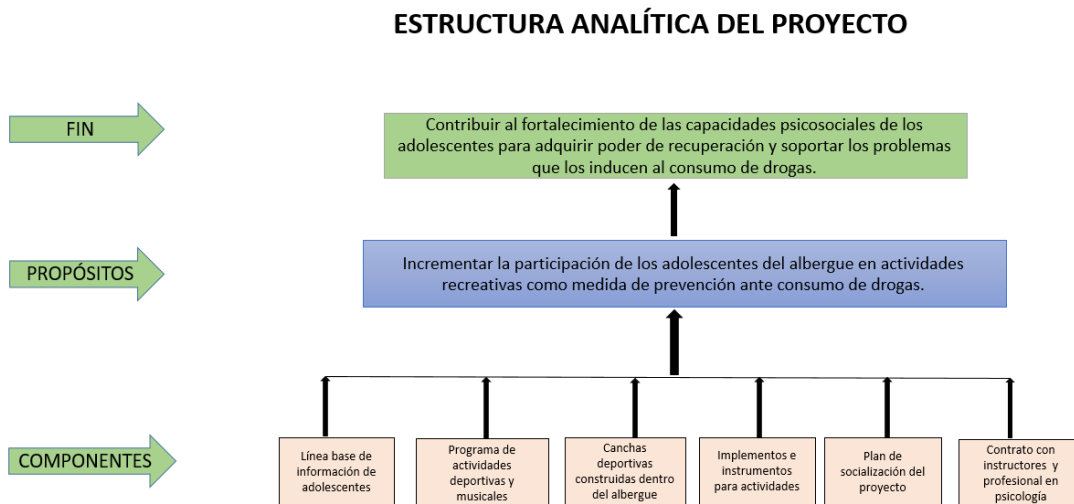 ESTRUCTURA ANALÍTICA DEL PROYECTO
FIN
Contribuir al fortalecimiento de las capacidades psicosociales de los
adolescentes para adquirir poder de recuperación y soportar los problemas
que los inducen al consumo de drogas.
PROPÓSITOS
Incrementar la participación de los adolescentes del albergue en actividades
recreativas como medida de prevención ante consumo de drogas.
COMPONENTES
Línea base de
información de
adolescentes
Programa de
actividades
deportivas y
musicales
Canchas
deportivas
construidas dentro
del albergue
Implementos e
instrumentos para
actividades
Plan de
socialización del
proyecto
Contrato con
instructores y
profesional en
psicología